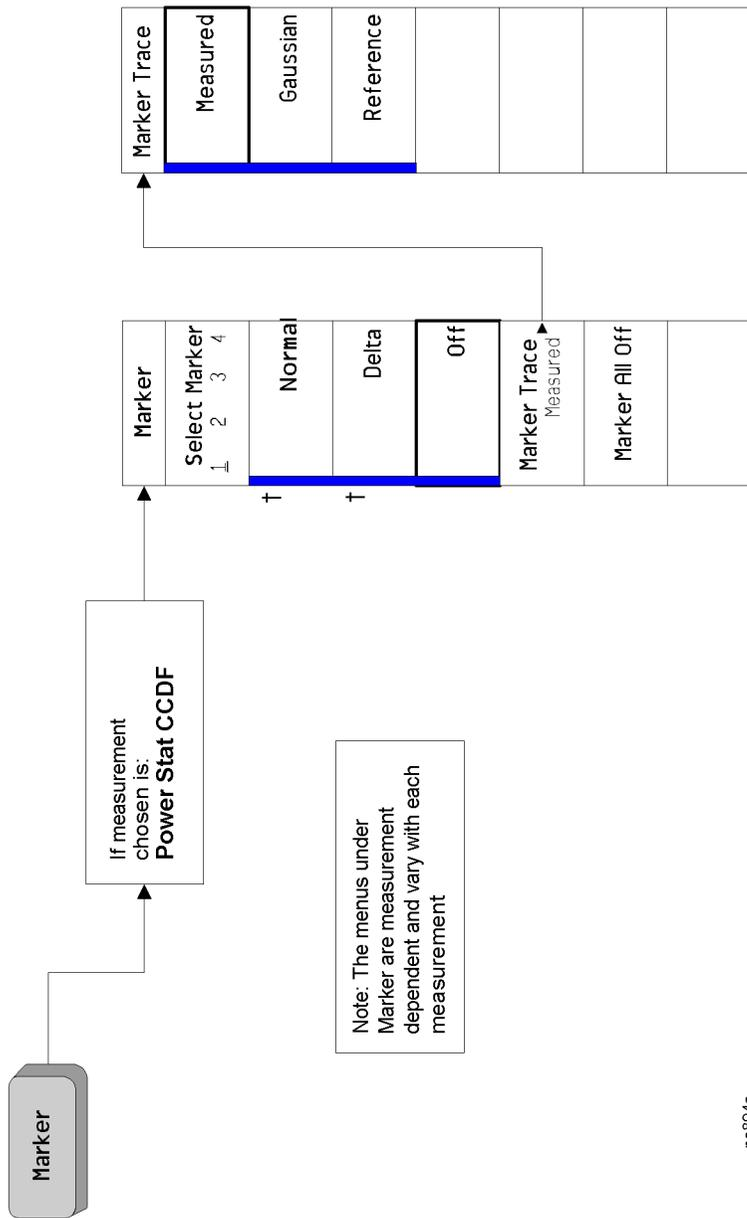 Marker
If measurement
chosen is:
Power Stat CCDF
Note: The menus under
Marker are measurement
dependent and vary with each
measurement
Marker
Select Marker
1 2 3 4
† Normal
† Delta
Off
Marker Trace
Measured
Marker All Off
Marker Trace
Measured
Gaussian
Reference